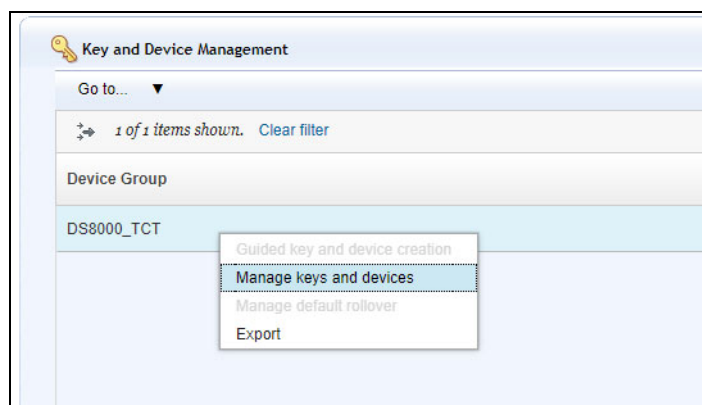 Key and Device Management
Go to... ▼
1 of 1 items shown. Clear filter
Device Group
DS8000_TCT
Guided key and device creation
Manage keys and devices
Manage default rollover
Export